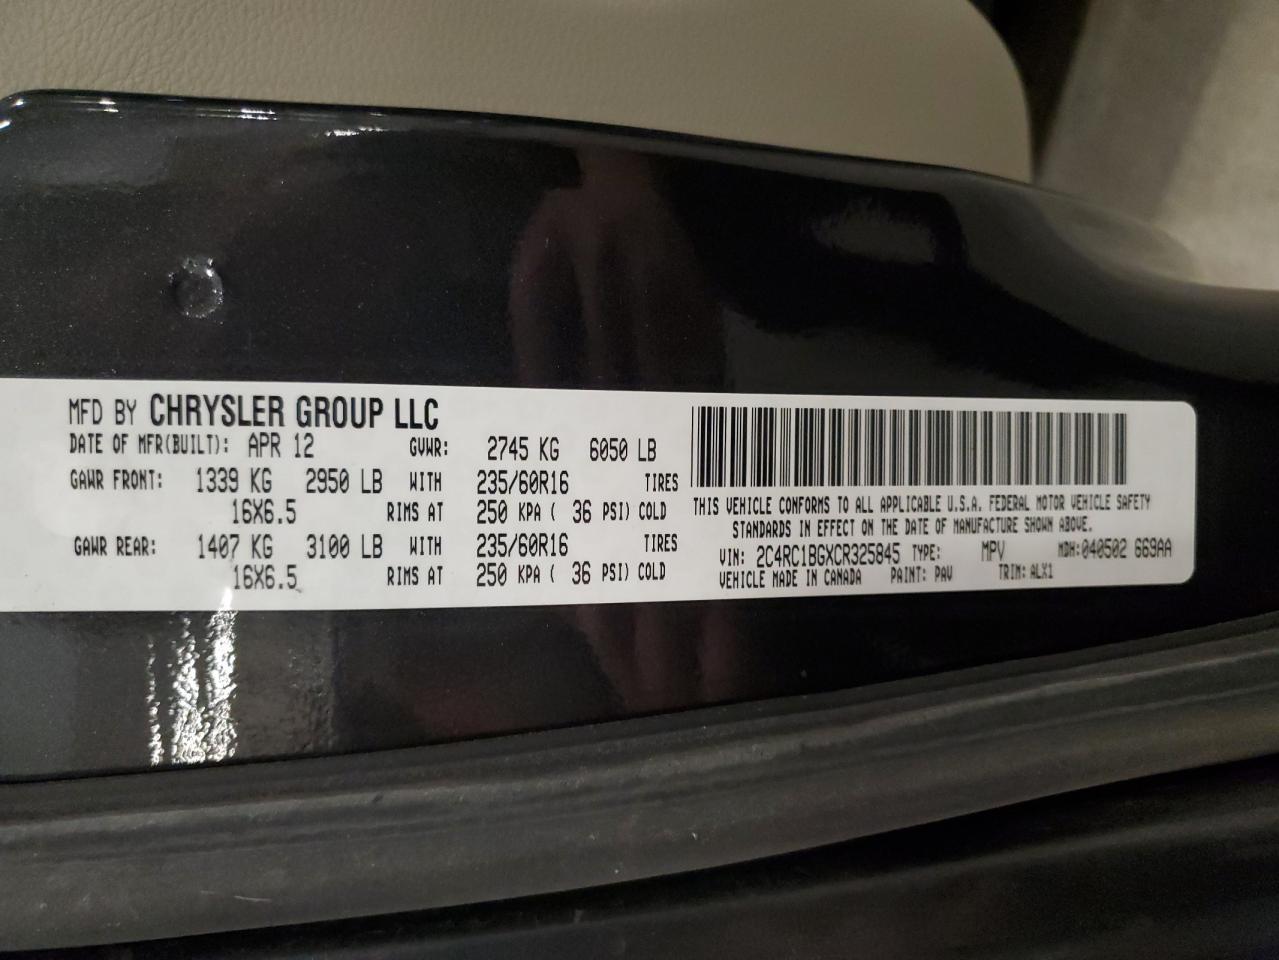 MFD BY CHRYSLER GROUP LLC
DATE OF MFR(BUILT): APR 12 GVWR: 2745 KG 6050 LB
GAWR FRONT: 1339 KG 2950 LB WITH 235/60R16 TIRES
16X6.5 RIMS AT 250 KPA ( 36 PSI) COLD
GAWR REAR: 1407 KG 3100 LB WITH 235/60R16 TIRES
16X6.5 RIMS AT 250 KPA ( 36 PSI) COLD
THIS VEHICLE CONFORMS TO ALL APPLICABLE U.S.A. FEDERAL MOTOR VEHICLE SAFETY
STANDARDS IN EFFECT ON THE DATE OF MANUFACTURE SHOWN ABOVE.
VIN: 2C4RC1BGXCR325845 TYPE: MPV MDH:040502 669AA
VEHICLE MADE IN CANADA PAINT: PAV TRIM: ALX1